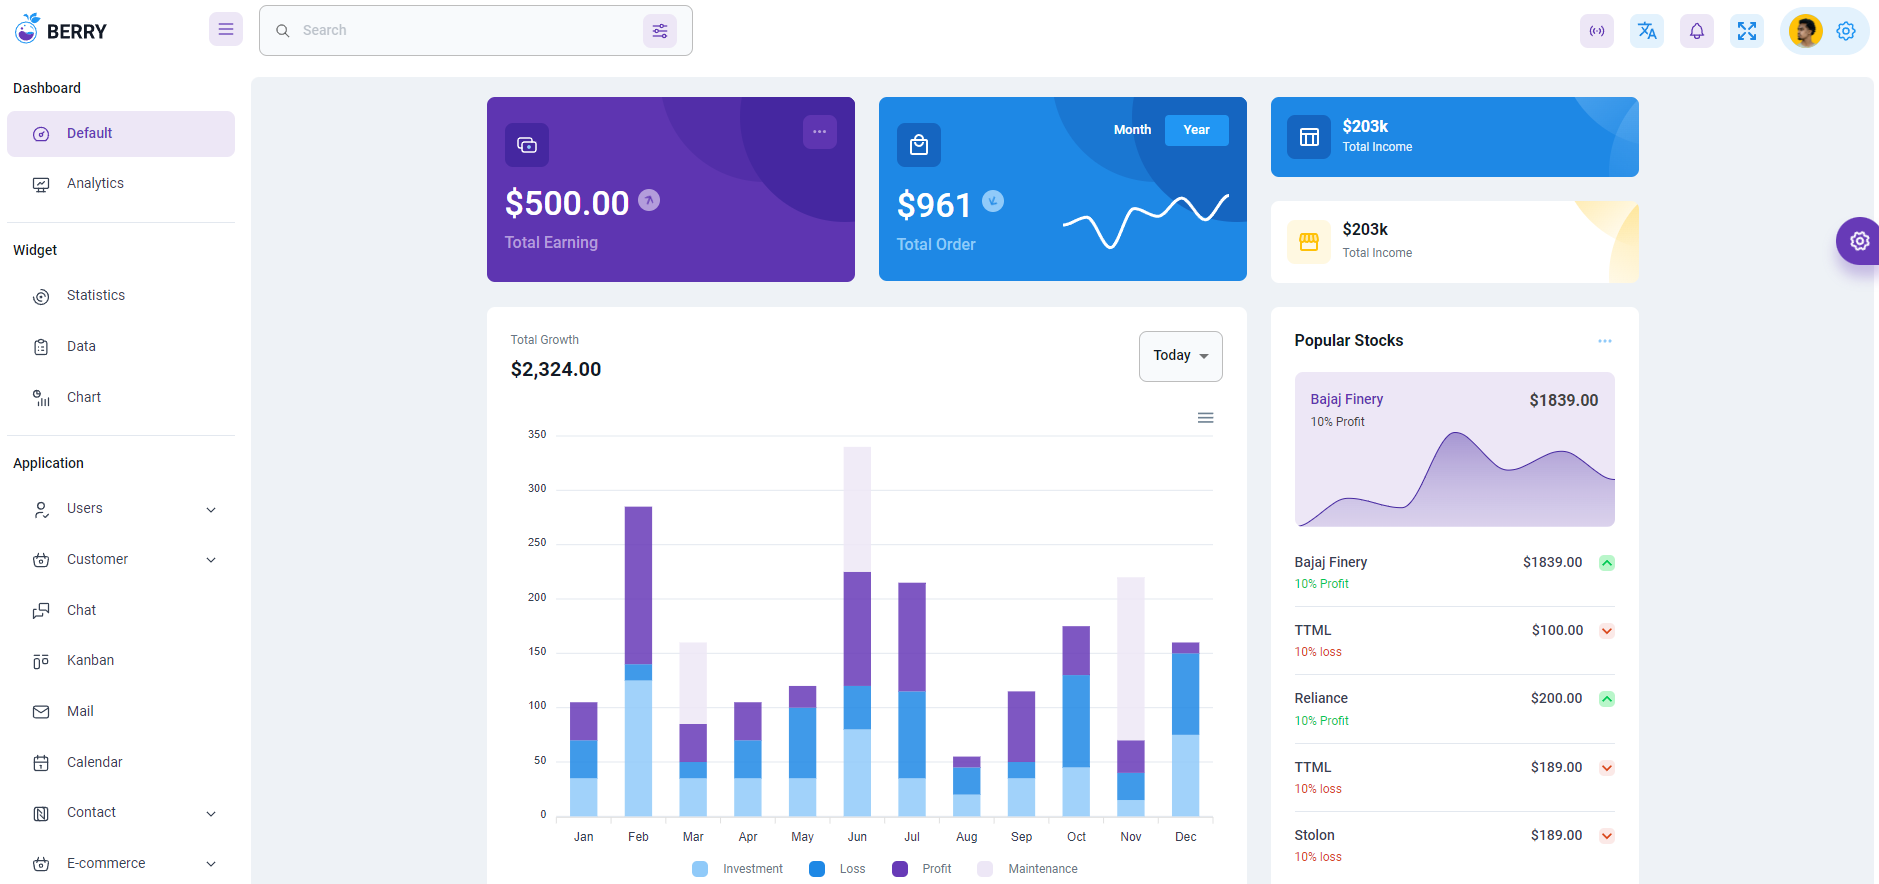 BERRY
Search
Dashboard
Default
Analytics
Widget
Statistics
Data
Chart
Application
Users
Customer
Chat
Kanban
Mail
Calendar
Contact
E-commerce
$500.00
Total Earning
Month Year
$961
Total Order
$203k
Total Income
$203k
Total Income
Total Growth
$2,324.00
Today
350
300
250
200
150
100
50
0
Jan Feb Mar Apr May Jun Jul Aug Sep Oct Nov Dec
Investment Loss Profit Maintenance
Popular Stocks
Bajaj Finery $1839.00
10% Profit
Bajaj Finery $1839.00
10% Profit
TTML $100.00
10% loss
Reliance $200.00
10% Profit
TTML $189.00
10% loss
Stolon $189.00
10% loss